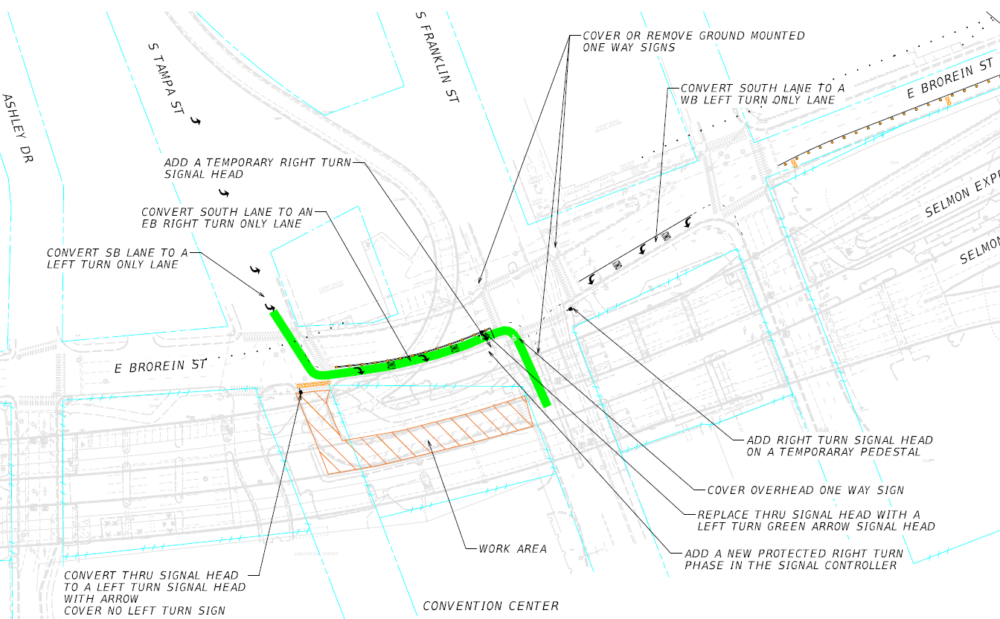 S FRANKLIN ST
COVER OR REMOVE GROUND MOUNTED
ONE WAY SIGNS
S TAMPA ST
E BROREIN ST
CONVERT SOUTH LANE TO A
WB LEFT TURN ONLY LANE
ASHLEY DR
ADD A TEMPORARY RIGHT TURN
SIGNAL HEAD
SELMON EXPR
CONVERT SOUTH LANE TO AN
EB RIGHT TURN ONLY LANE
SELMON
CONVERT SB LANE TO A
LEFT TURN ONLY LANE
E BROREIN ST
ADD RIGHT TURN SIGNAL HEAD
ON A TEMPORARAY PEDESTAL
COVER OVERHEAD ONE WAY SIGN
REPLACE THRU SIGNAL HEAD WITH A
LEFT TURN GREEN ARROW SIGNAL HEAD
WORK AREA
ADD A NEW PROTECTED RIGHT TURN
PHASE IN THE SIGNAL CONTROLLER
CONVENTION CENTER
CONVERT THRU SIGNAL HEAD
TO A LEFT TURN SIGNAL HEAD
WITH ARROW
COVER NO LEFT TURN SIGN
CONVENTION CENTER